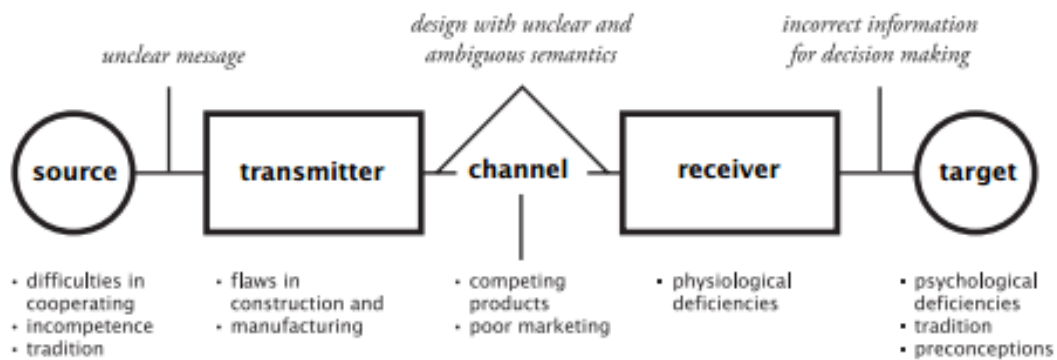 unclear message
design with unclear and
ambiguous semantics
incorrect information
for decision making
source
transmitter
channel
receiver
target
• difficulties in
cooperating
• incompetence
• tradition
• flaws in
construction and
• manufacturing
• competing
products
• poor marketing
• physiological
deficiencies
• psychological
deficiencies
• tradition
• preconceptions